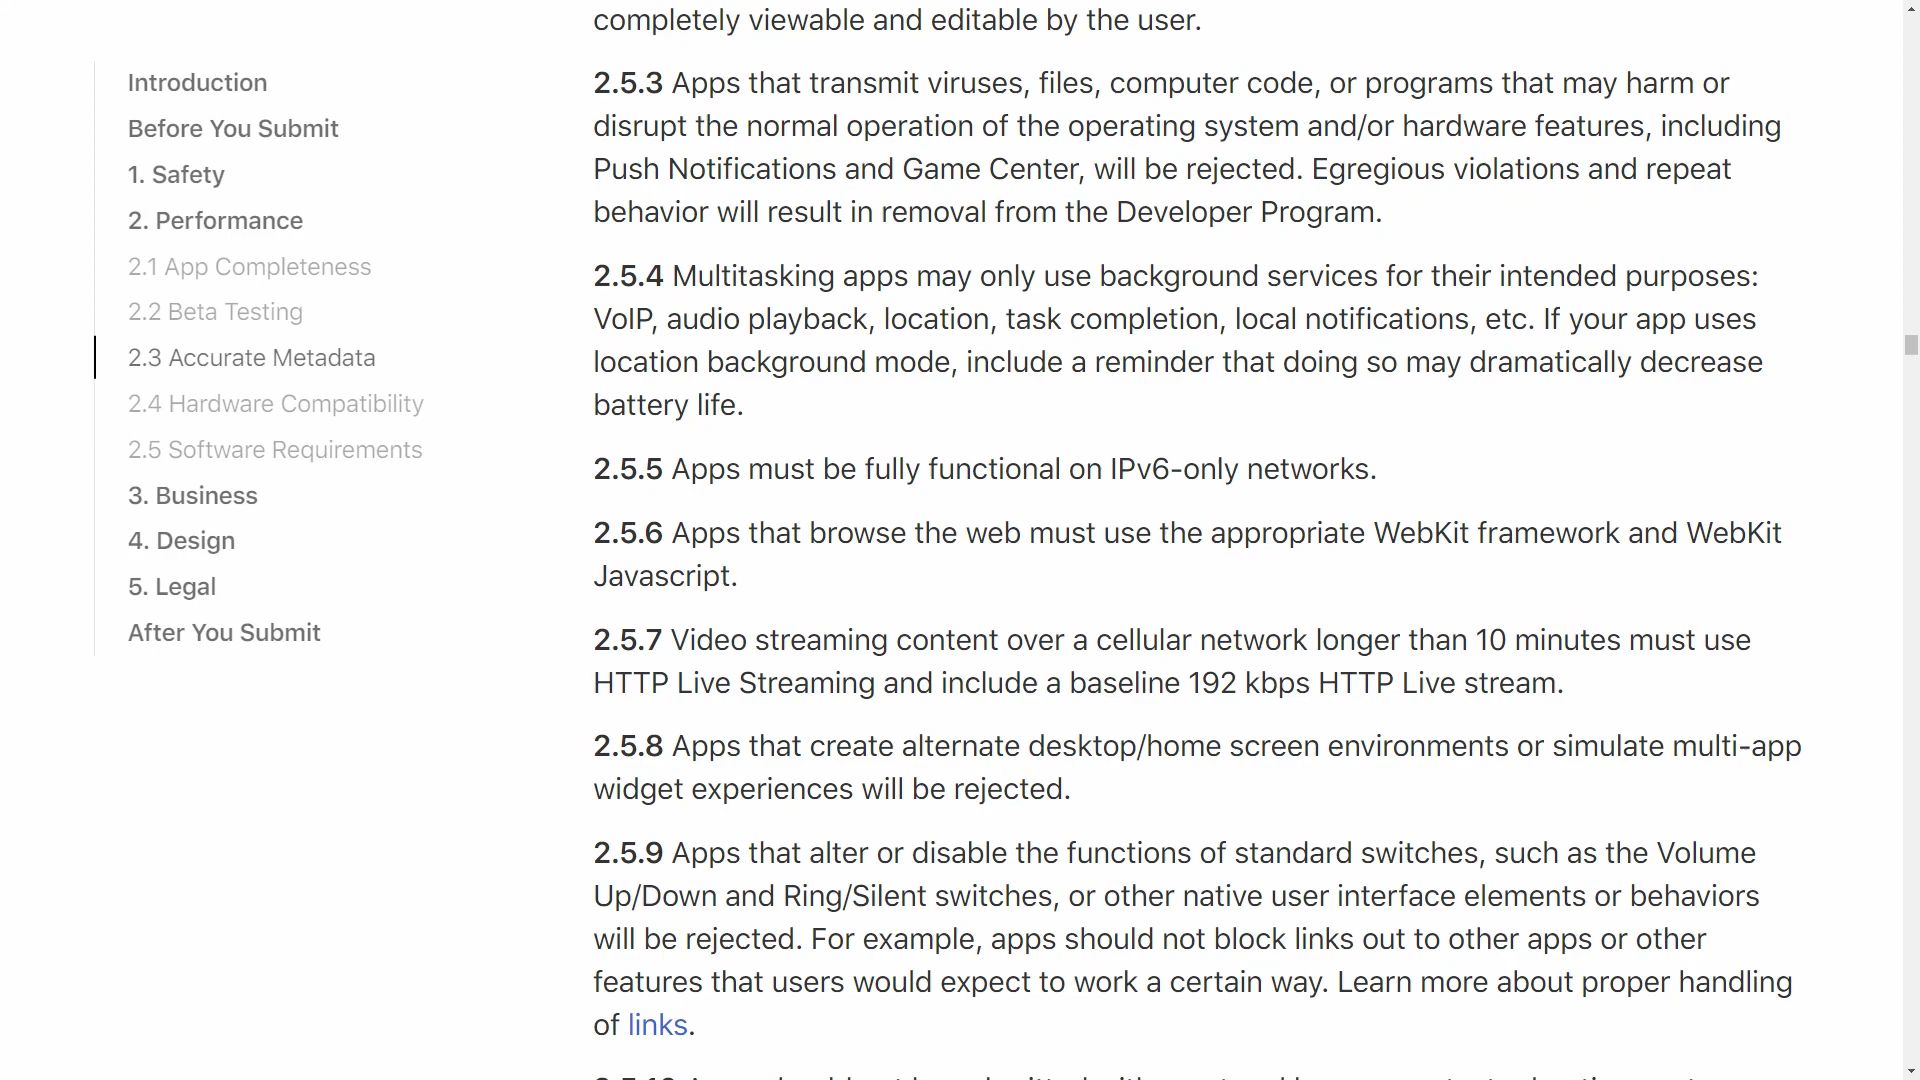 completely viewable and editable by the user.
Introduction
Before You Submit
1. Safety
2. Performance
2.1 App Completeness
2.2 Beta Testing
2.3 Accurate Metadata
2.4 Hardware Compatibility
2.5 Software Requirements
3. Business
4. Design
5. Legal
After You Submit
2.5.3 Apps that transmit viruses, files, computer code, or programs that may harm or
disrupt the normal operation of the operating system and/or hardware features, including
Push Notifications and Game Center, will be rejected. Egregious violations and repeat
behavior will result in removal from the Developer Program.
2.5.4 Multitasking apps may only use background services for their intended purposes:
VoIP, audio playback, location, task completion, local notifications, etc. If your app uses
location background mode, include a reminder that doing so may dramatically decrease
battery life.
2.5.5 Apps must be fully functional on IPv6-only networks.
2.5.6 Apps that browse the web must use the appropriate WebKit framework and WebKit
Javascript.
2.5.7 Video streaming content over a cellular network longer than 10 minutes must use
HTTP Live Streaming and include a baseline 192 kbps HTTP Live stream.
2.5.8 Apps that create alternate desktop/home screen environments or simulate multi-app
widget experiences will be rejected.
2.5.9 Apps that alter or disable the functions of standard switches, such as the Volume
Up/Down and Ring/Silent switches, or other native user interface elements or behaviors
will be rejected. For example, apps should not block links out to other apps or other
features that users would expect to work a certain way. Learn more about proper handling
of links.